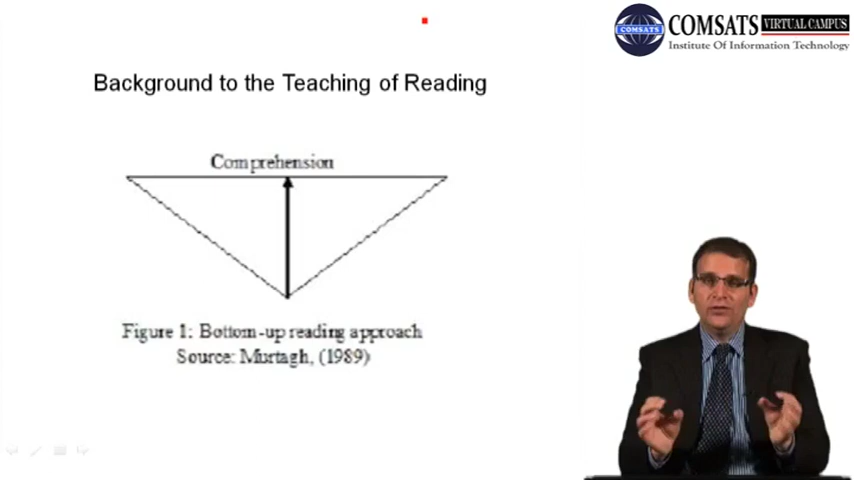 COMSATS VIRTUAL CAMPUS
COMSATS
Institute Of Information Technology
Background to the Teaching of Reading
Comprehension
Figure 1: Bottom-up reading approach
Source: Murtagh, (1989)